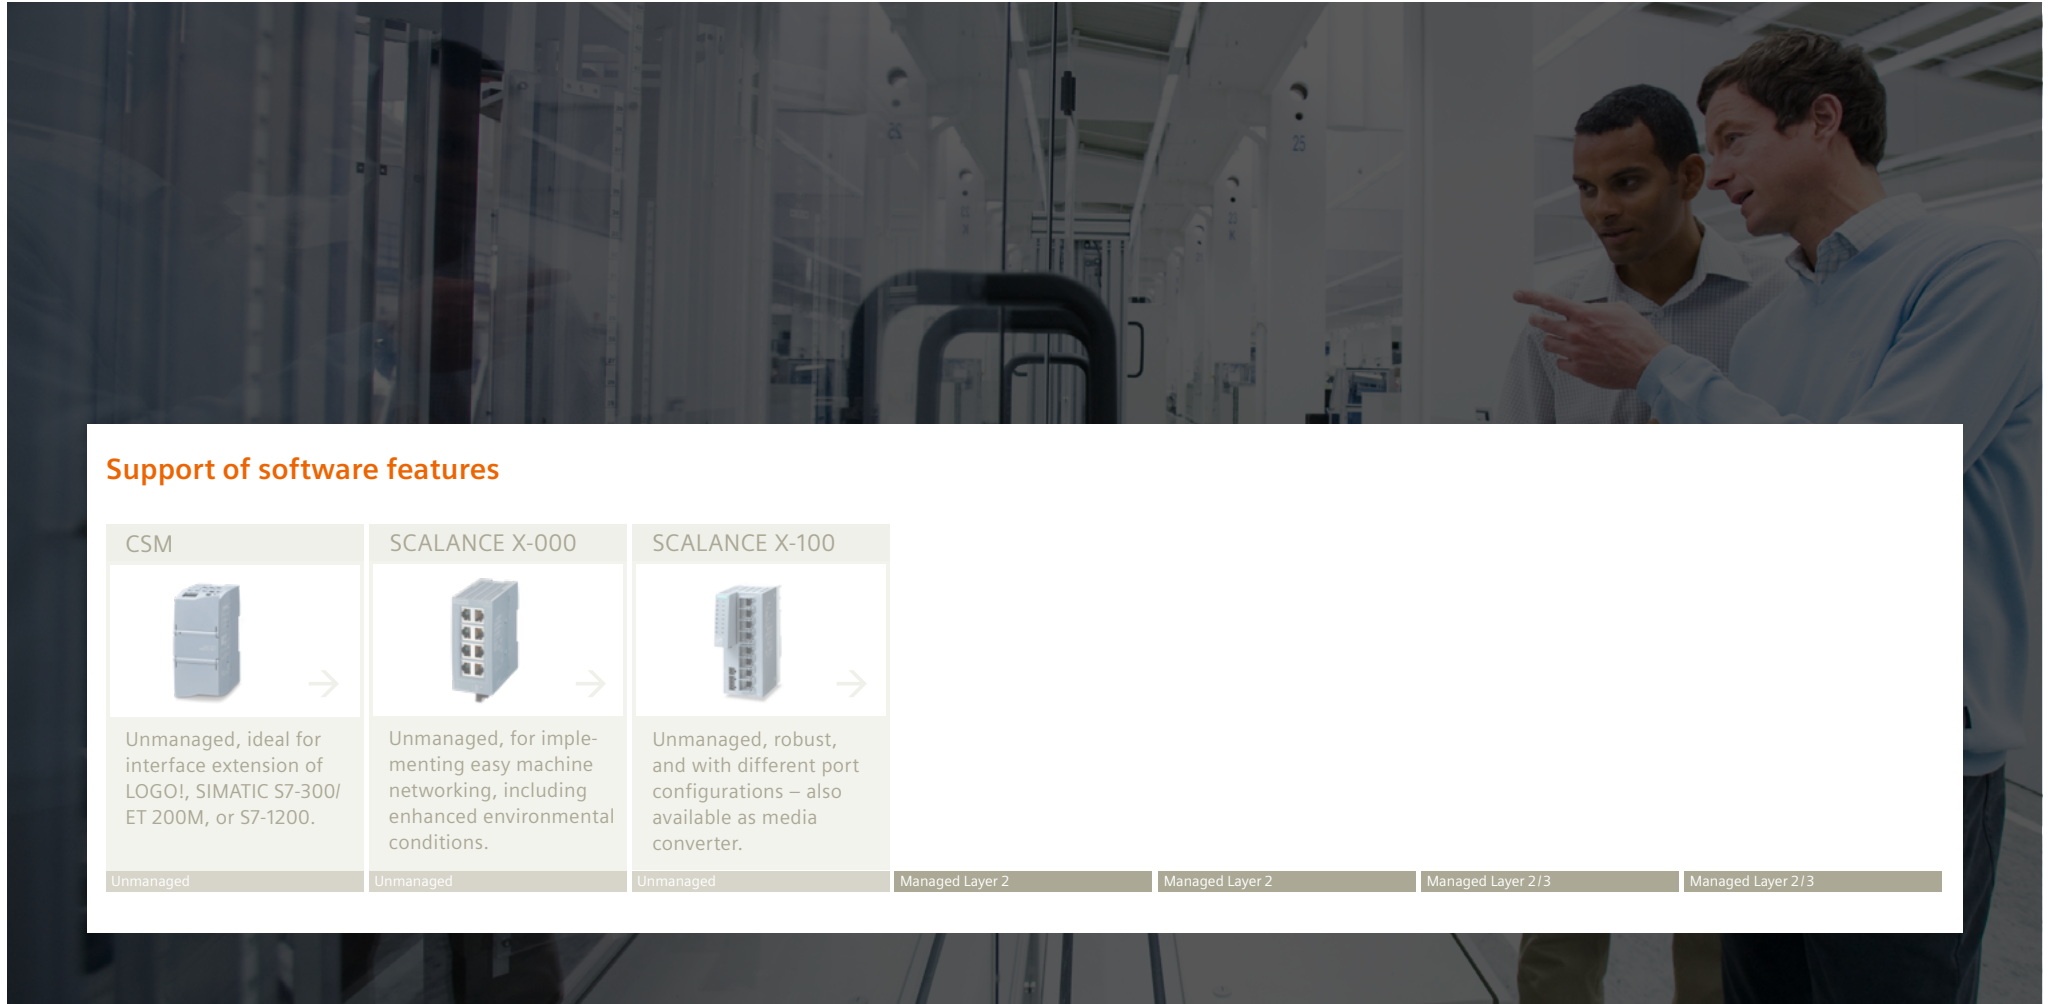 Support of software features
CSM
Unmanaged, ideal for
interface extension of
LOGO!, SIMATIC S7-300/
ET 200M, or S7-1200.
Unmanaged
SCALANCE X-000
Unmanaged, for imple-
menting easy machine
networking, including
enhanced environmental
conditions.
Unmanaged
SCALANCE X-100
Unmanaged, robust,
and with different port
configurations – also
available as media
converter.
Unmanaged
Managed Layer 2
Managed Layer 2
Managed Layer 2/3
Managed Layer 2/3
25